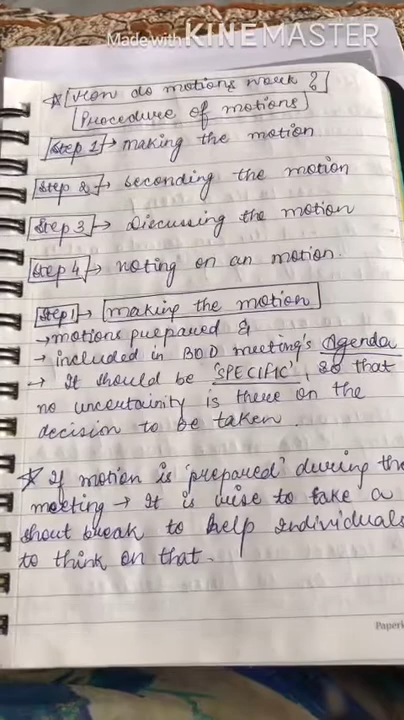 Made with KINEMASTER
☆ How do motions work ?
Procedure of motions
Step 1 → making the motion
Step 2 → seconding the motion
Step 3 → Discussing the motion
Step 4 → noting on an motion.
Step 1 → making the motion
→ motions prepared &
→ included in BOD meeting's Agenda
→ It should be 'SPECIFIC', so that
no uncertainity is there on the
decision to be taken.
☆ If motion is 'prepared' during the
meeting → It is wise to take a
short break to help individuals
to think on that.